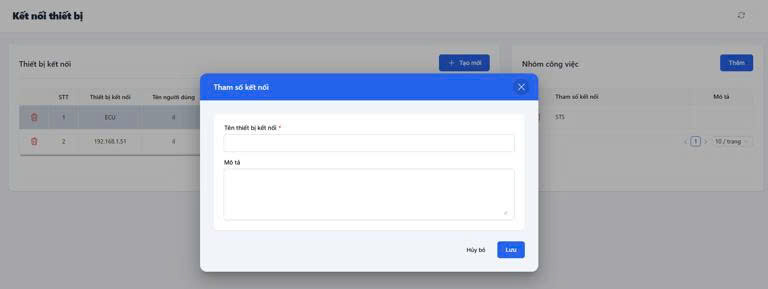 Kết nối thiết bị
Thiết bị kết nối
Tạo mới
STT Thiết bị kết nối Tên người dùng
1 ECU
2 192.168.1.51
Nhóm công việc
Thêm
Tham số kết nối Mô tả
STS
1 10 / trang
Tham số kết nối
Tên thiết bị kết nối *
Mô tả
Hủy bỏ Lưu